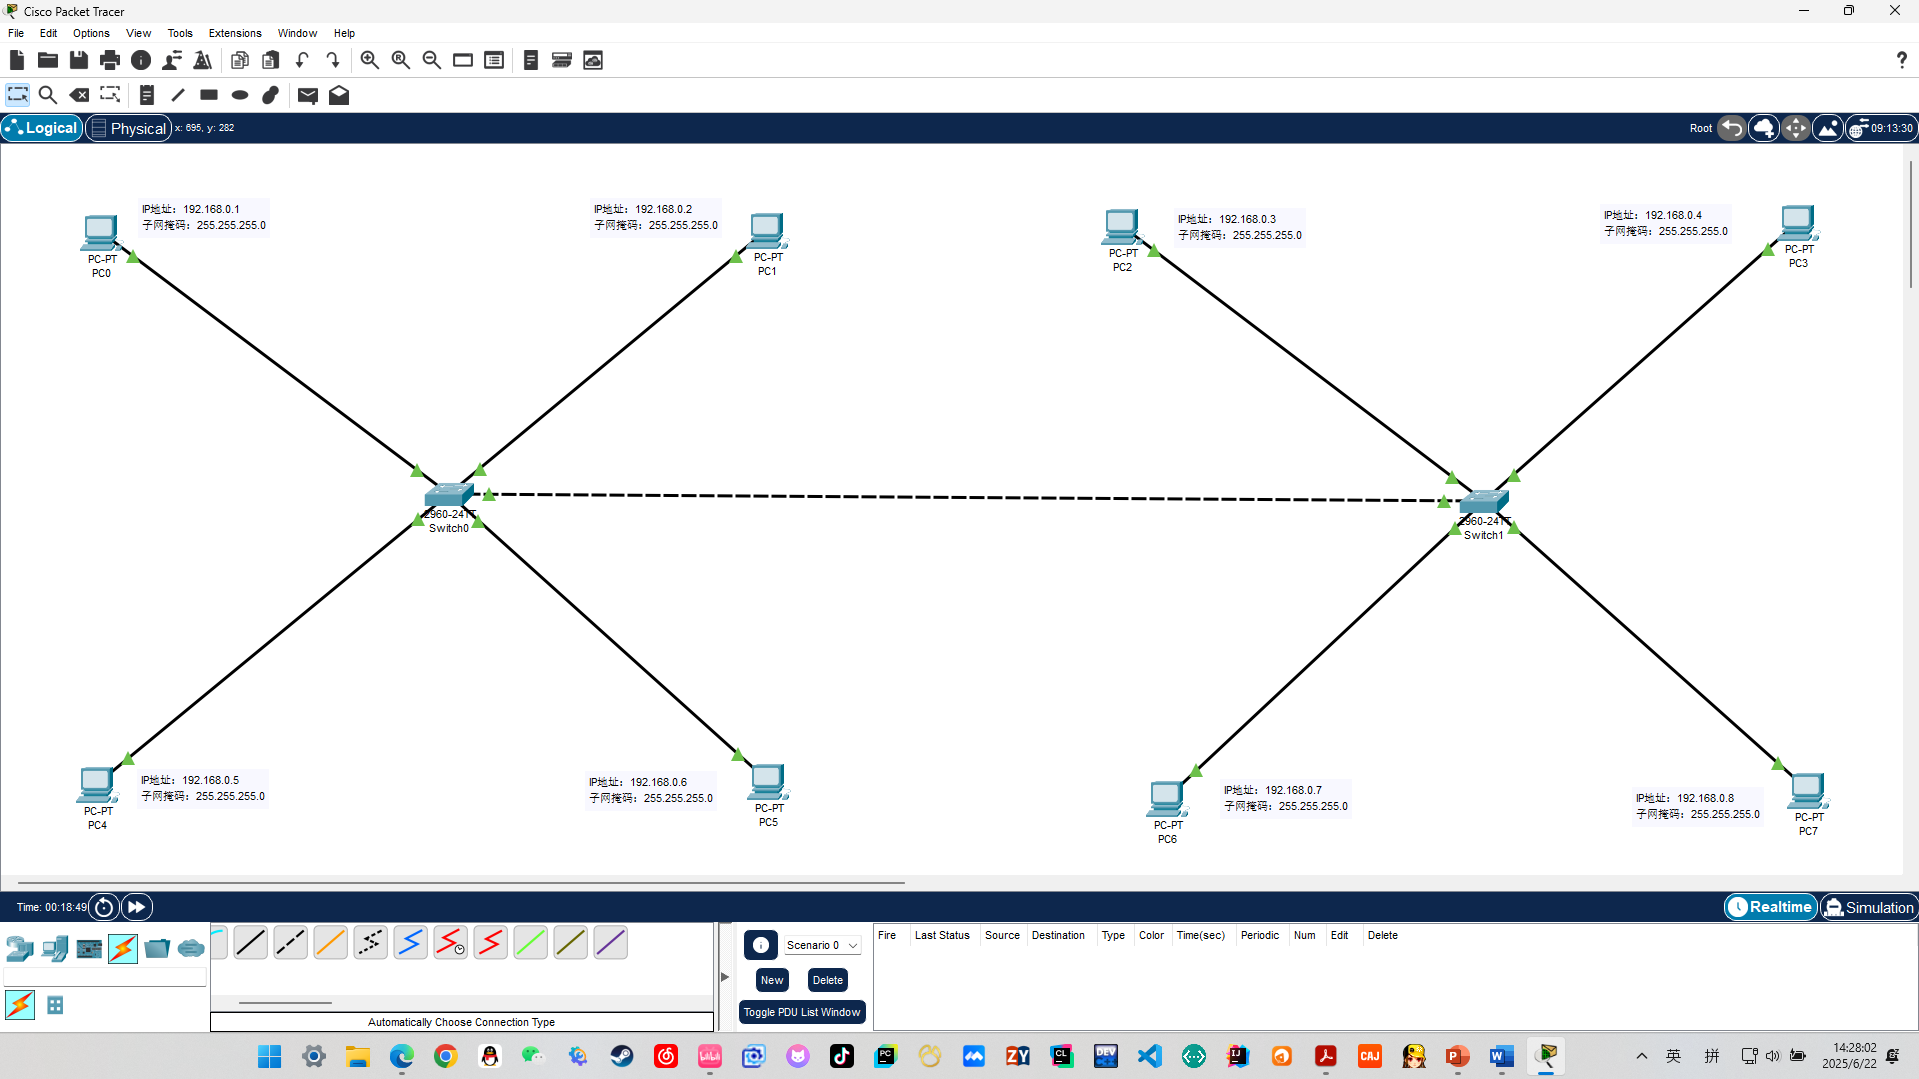 Cisco Packet Tracer
File Edit Options View Tools Extensions Window Help
Logical Physical x: 695, y: 282 Root 09:13:30
IP地址：192.168.0.1
子网掩码：255.255.255.0
PC-PT
PC0
IP地址：192.168.0.2
子网掩码：255.255.255.0
PC-PT
PC1
IP地址：192.168.0.3
子网掩码：255.255.255.0
PC-PT
PC2
IP地址：192.168.0.4
子网掩码：255.255.255.0
PC-PT
PC3
2960-24TT
Switch0
2960-24TT
Switch1
IP地址：192.168.0.5
子网掩码：255.255.255.0
PC-PT
PC4
IP地址：192.168.0.6
子网掩码：255.255.255.0
PC-PT
PC5
IP地址：192.168.0.7
子网掩码：255.255.255.0
PC-PT
PC6
IP地址：192.168.0.8
子网掩码：255.255.255.0
PC-PT
PC7
Time: 00:18:49 Realtime Simulation
Scenario 0
New Delete
Toggle PDU List Window
Fire Last Status Source Destination Type Color Time(sec) Periodic Num Edit Delete
Automatically Choose Connection Type
英 拼 14:28:02
2025/6/22